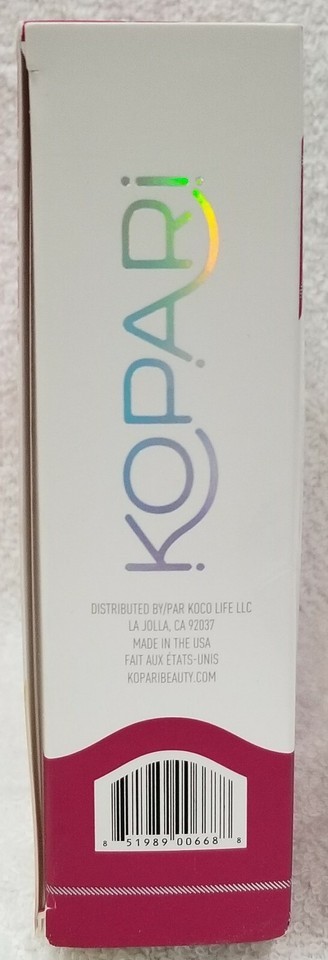 KOPARI
DISTRIBUTED BY/PAR KOCO LIFE LLC
LA JOLLA, CA 92037
MADE IN THE USA
FAIT AUX ÉTATS-UNIS
KOPARIBEAUTY.COM
8 51989 00668 8